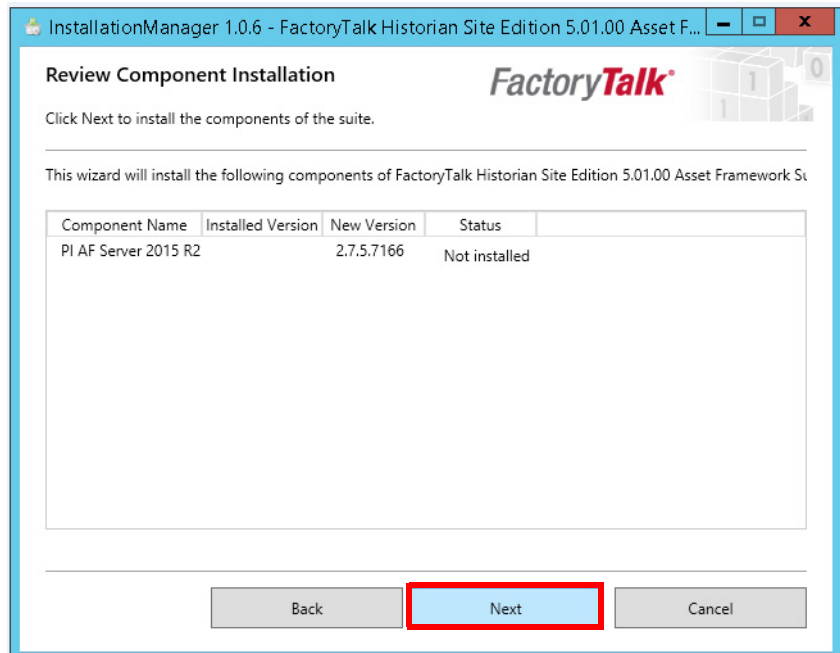 InstallationManager 1.0.6 - FactoryTalk Historian Site Edition 5.01.00 Asset F...
Review Component Installation
FactoryTalk
Click Next to install the components of the suite.
1 0
1
This wizard will install the following components of FactoryTalk Historian Site Edition 5.01.00 Asset Framework Su
Component Name Installed Version New Version Status
PI AF Server 2015 R2 2.7.5.7166 Not installed
Back Next Cancel